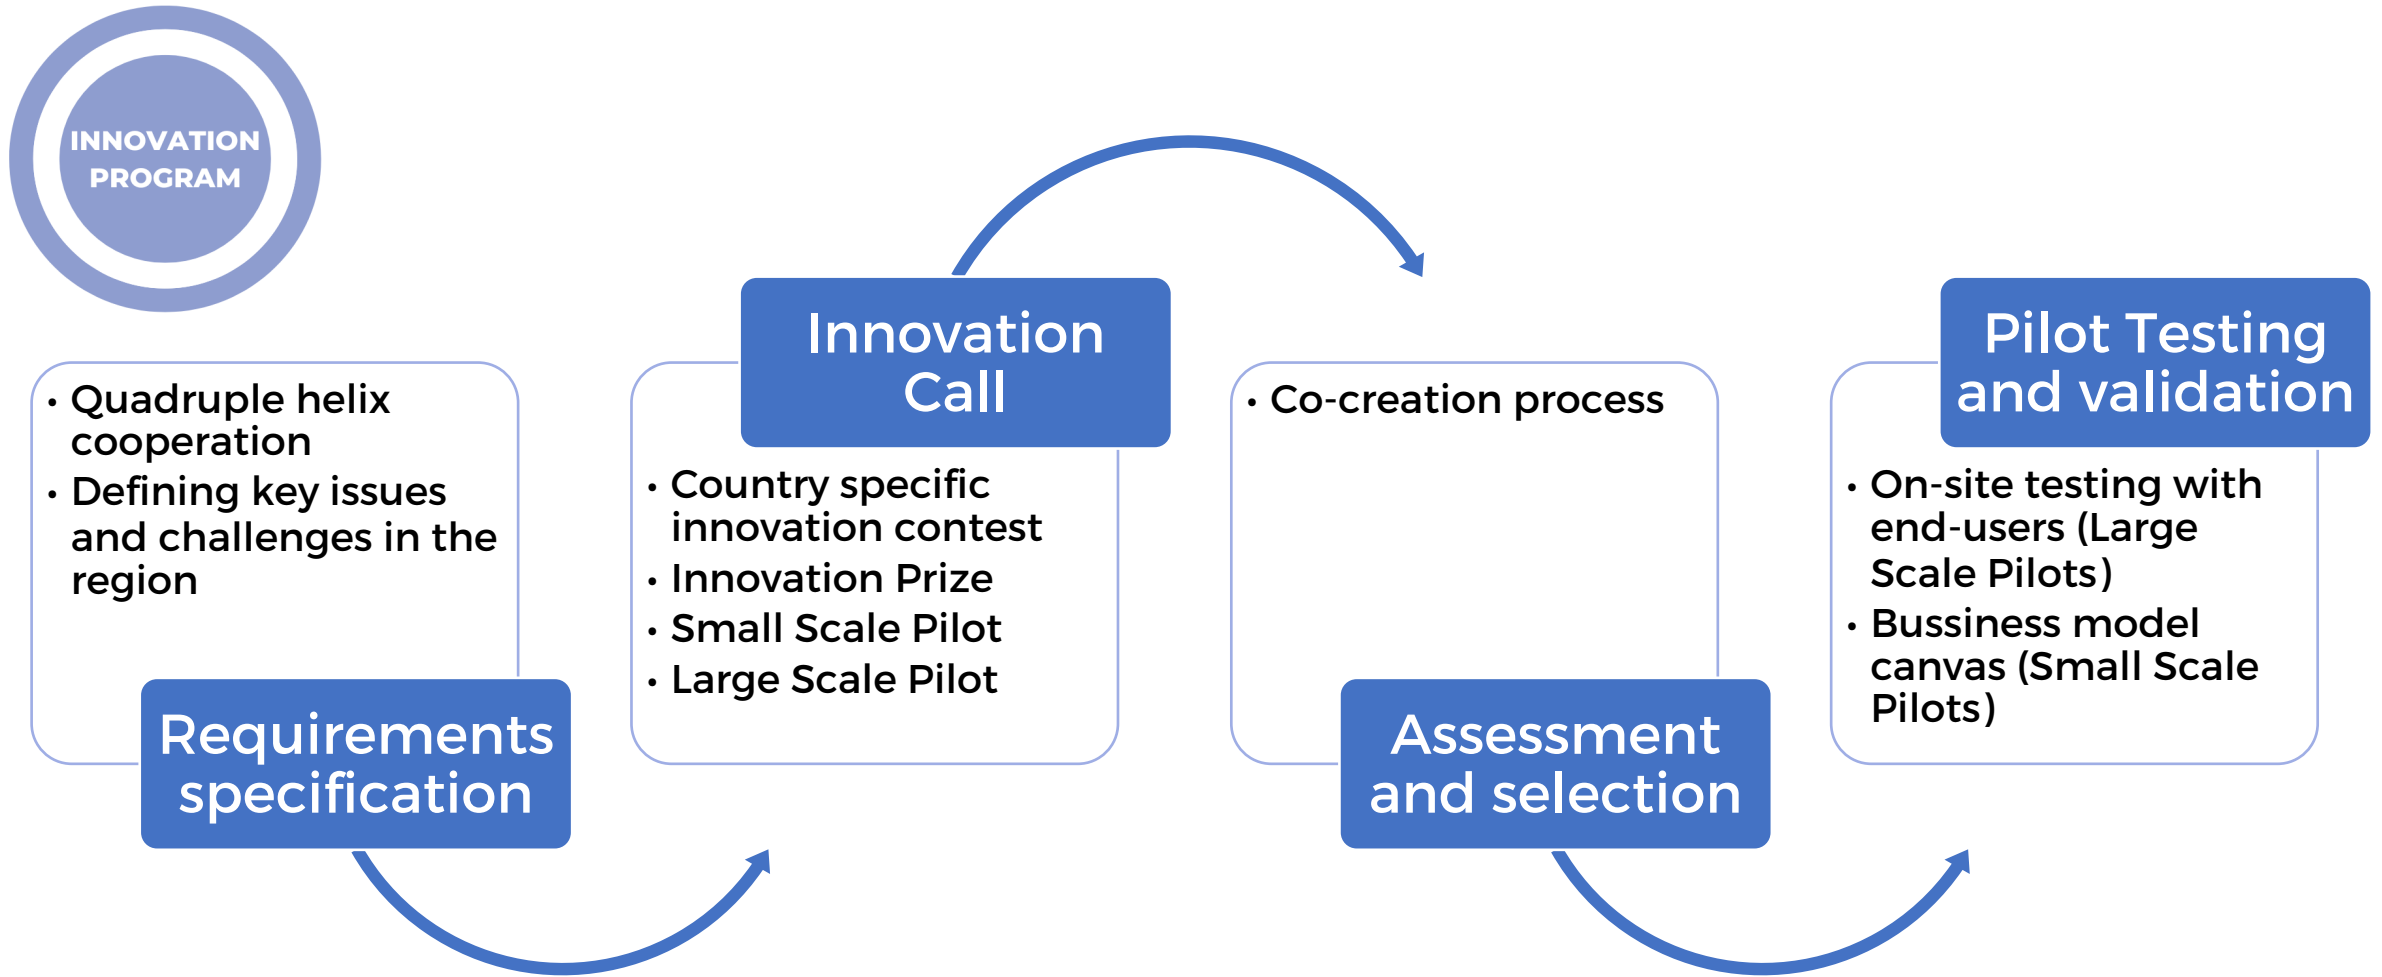 INNOVATION
PROGRAM
• Quadruple helix
cooperation
• Defining key issues
and challenges in the
region
Requirements
specification
Innovation
Call
• Country specific
innovation contest
• Innovation Prize
• Small Scale Pilot
• Large Scale Pilot
• Co-creation process
Assessment
and selection
Pilot Testing
and validation
• On-site testing with
end-users (Large
Scale Pilots)
• Bussiness model
canvas (Small Scale
Pilots)